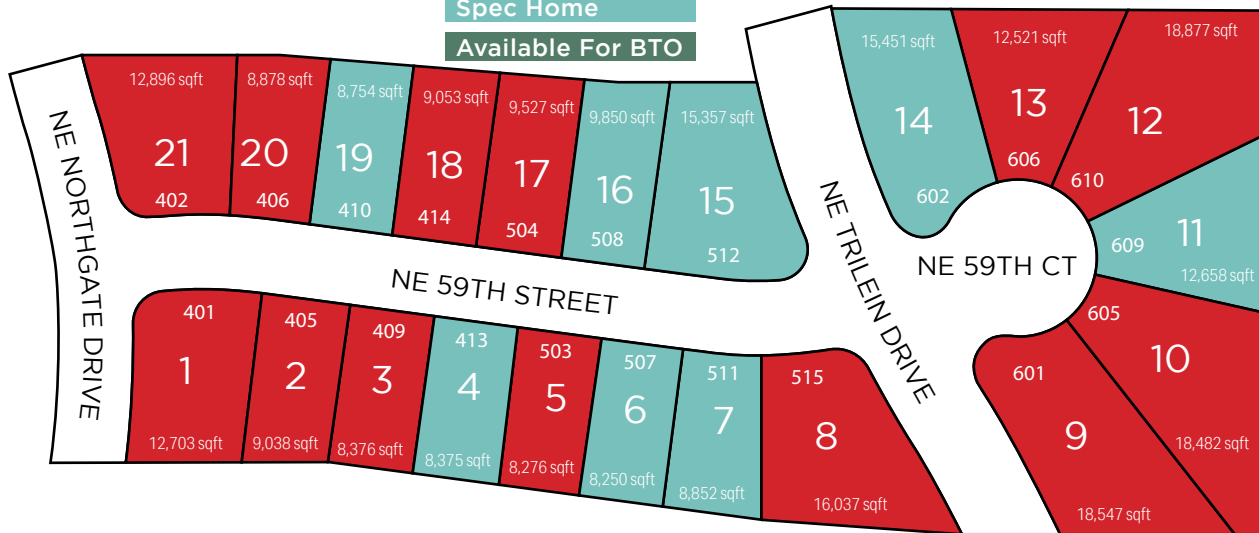 Spec Home
Available For BTO
12,896 sqft
21
402
8,878 sqft
20
406
8,754 sqft
19
410
9,053 sqft
18
414
9,527 sqft
17
504
9,850 sqft
16
508
15,357 sqft
15
512
15,451 sqft
14
602
12,521 sqft
13
606
18,877 sqft
12
610
11
609
12,658 sqft
NE NORTHGATE DRIVE
NE 59TH STREET
NE TRILEIN DRIVE
NE 59TH CT
401
1
12,703 sqft
405
2
9,038 sqft
409
3
8,376 sqft
413
4
8,375 sqft
503
5
8,276 sqft
507
6
8,250 sqft
511
7
8,852 sqft
515
8
16,037 sqft
601
9
18,547 sqft
605
10
18,482 sqft